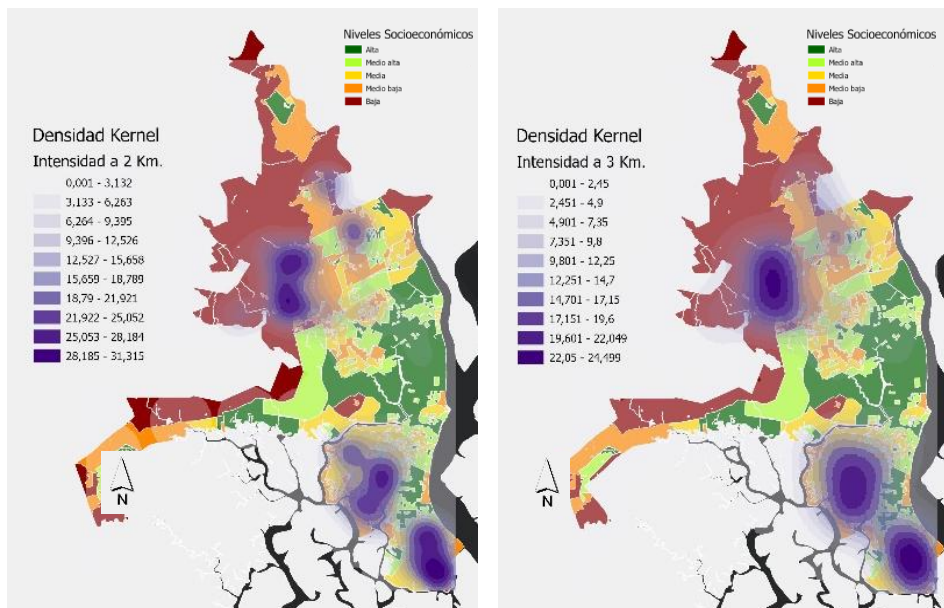 Niveles Socioeconómicos
Alta
Medio alta
Media
Medio baja
Baja
Densidad Kernel
Intensidad a 2 Km.
0,001 - 3,132
3,133 - 6,263
6,264 - 9,395
9,396 - 12,526
12,527 - 15,658
15,659 - 18,789
18,79 - 21,921
21,922 - 25,052
25,053 - 28,184
28,185 - 31,315
N
Niveles Socioeconómicos
Alta
Medio alta
Media
Medio baja
Baja
Densidad Kernel
Intensidad a 3 Km.
0,001 - 2,45
2,451 - 4,9
4,901 - 7,35
7,351 - 9,8
9,801 - 12,25
12,251 - 14,7
14,701 - 17,15
17,151 - 19,6
19,601 - 22,049
22,05 - 24,499
N